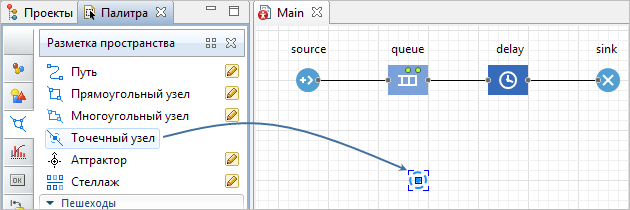 Проекты Палитра Main
Разметка пространства
source queue delay sink
Путь
Прямоугольный узел
Многоугольный узел
Точечный узел
Аттрактор
Стеллаж
Пешеходы
OK